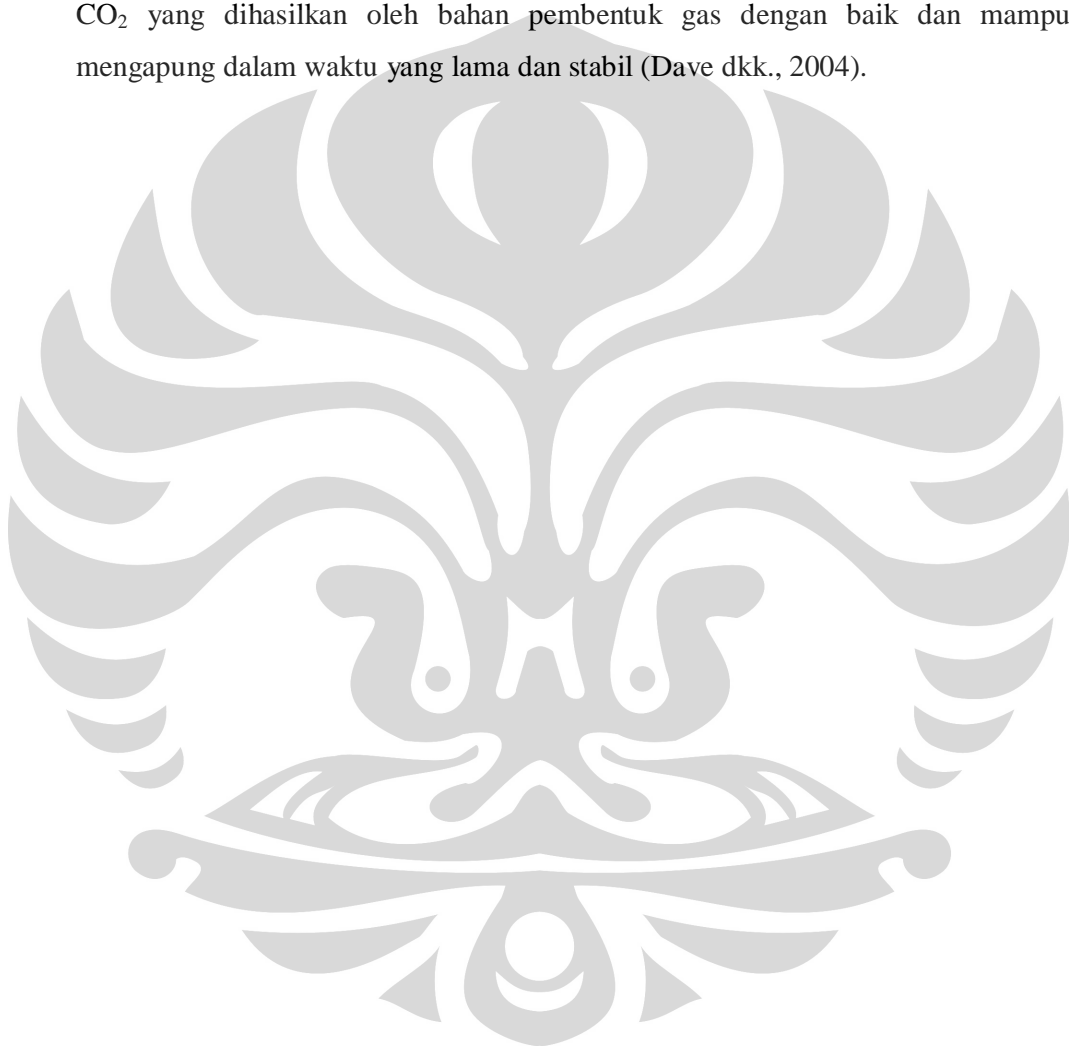 CO₂ yang dihasilkan oleh bahan pembentuk gas dengan baik dan mampu
mengapung dalam waktu yang lama dan stabil (Dave dkk., 2004).